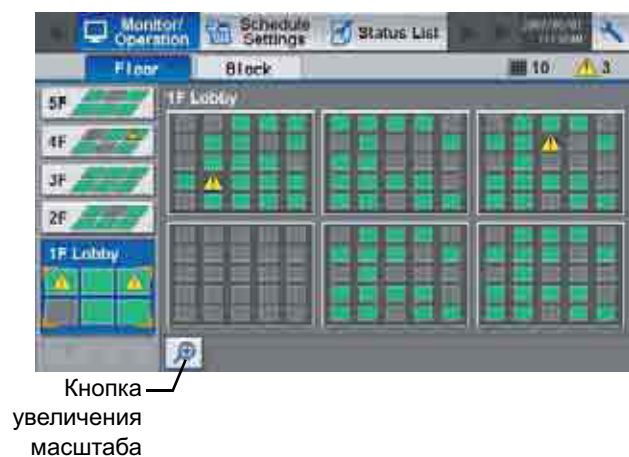 Monitor/ Schedule Status List
Operation Settings
Floor Block 10 3
5F 1F Lobby
4F
3F
2F
1F Lobby
Кнопка
увеличения
масштаба